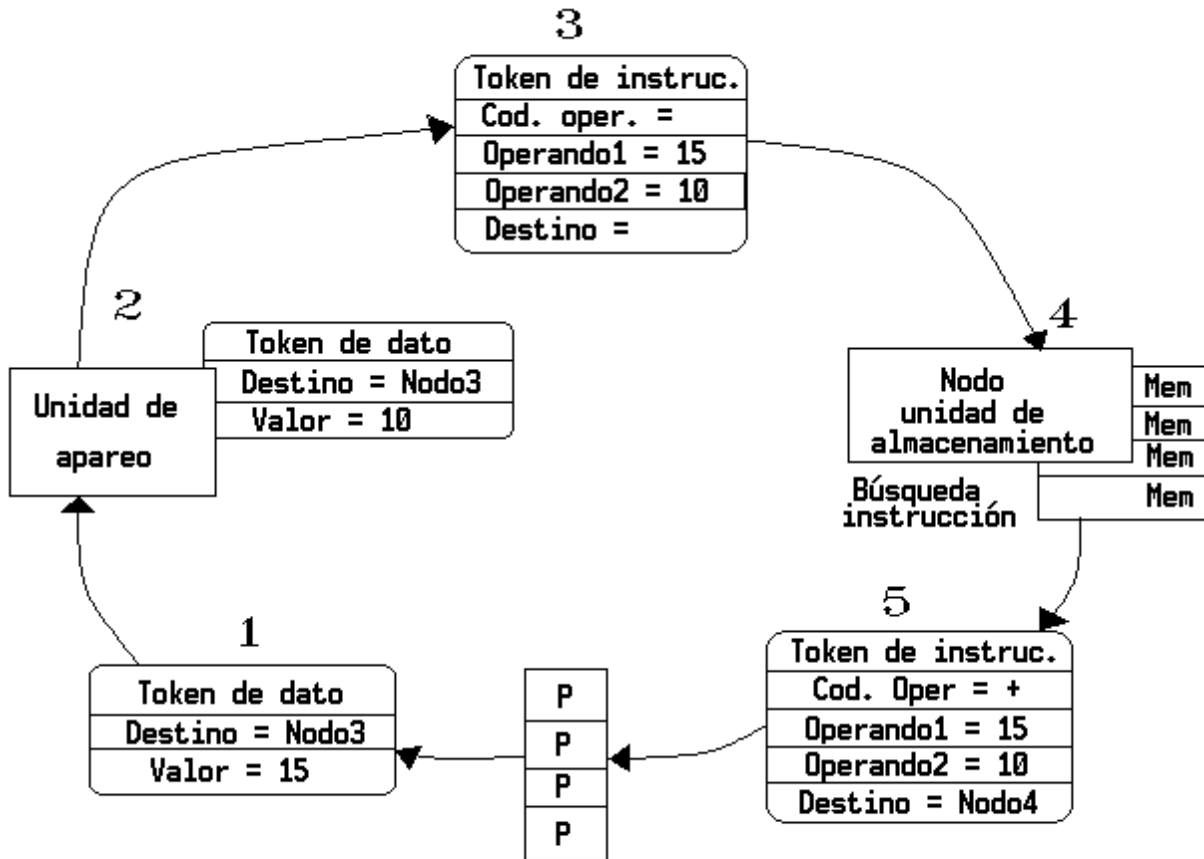 3
Token de instruc.
Cod. oper. =
Operando1 = 15
Operando2 = 10
Destino =
2
Token de dato
Destino = Nodo3
Valor = 10
Unidad de
apareo
4
Nodo
unidad de
almacenamiento
Mem
Mem
Mem
Mem
Búsqueda
instrucción
1
Token de dato
Destino = Nodo3
Valor = 15
P
P
P
P
5
Token de instruc.
Cod. Oper = +
Operando1 = 15
Operando2 = 10
Destino = Nodo4